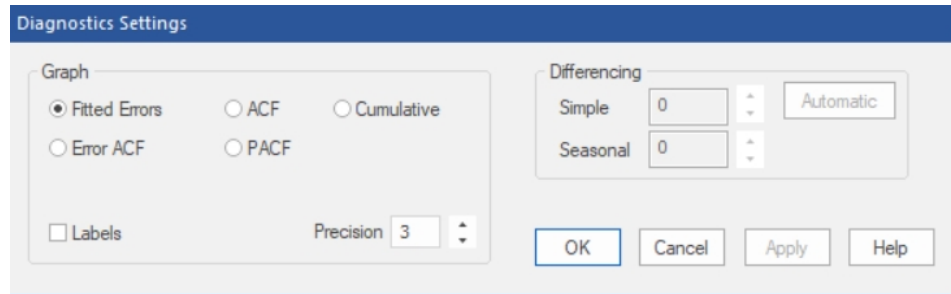 Diagnostics Settings
Graph
Fitted Errors ACF Cumulative
Error ACF PACF
Labels Precision 3
Differencing
Simple 0 Automatic
Seasonal 0
OK Cancel Apply Help